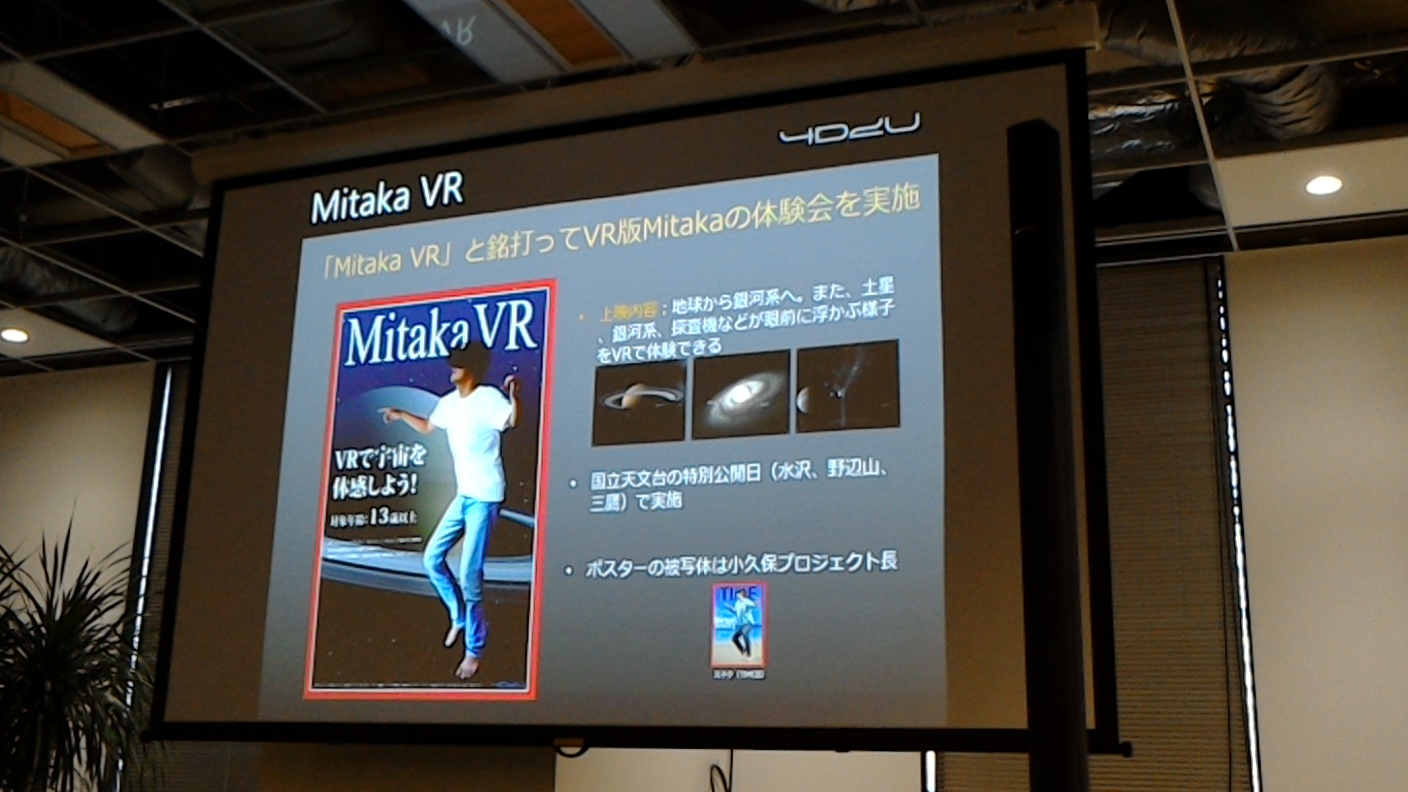 4D2U
Mitaka VR
「Mitaka VR」と銘打ってVR版Mitakaの体験会を実施
Mitaka VR
VRで宇宙を
体感しよう!
対象年齢:13歳以上
• 上映内容：地球から銀河系へ。また、土星
、銀河系、探査機などが眼前に浮かぶ様子
をVRで体験できる
• 国立天文台の特別公開日（水沢、野辺山、
三鷹）で実施
• ポスターの被写体は小久保プロジェクト長
TIME